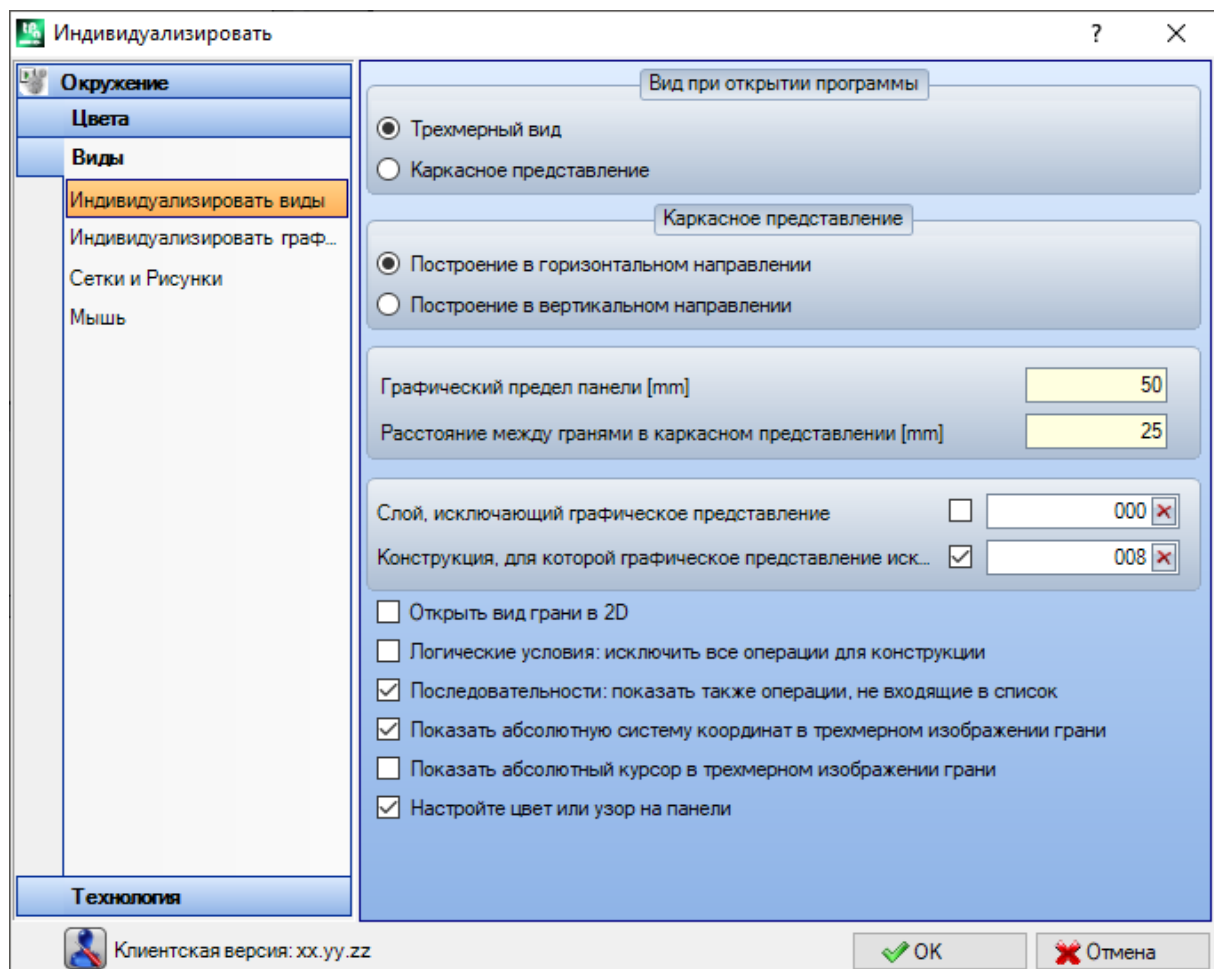 Индивидуализировать
?
Окружение
Цвета
Виды
Индивидуализировать виды
Индивидуализировать граф...
Сетки и Рисунки
Мышь
Технология
Вид при открытии программы
Трехмерный вид
Каркасное представление
Каркасное представление
Построение в горизонтальном направлении
Построение в вертикальном направлении
Графический предел панели [mm] 50
Расстояние между гранями в каркасном представлении [mm] 25
Слой, исключающий графическое представление 000
Конструкция, для которой графическое представление иск... 008
Открыть вид грани в 2D
Логические условия: исключить все операции для конструкции
Последовательности: показать также операции, не входящие в список
Показать абсолютную систему координат в трехмерном изображении грани
Показать абсолютный курсор в трехмерном изображении грани
Настройте цвет или узор на панели
Клиентская версия: xx.yy.zz
OK
Отмена